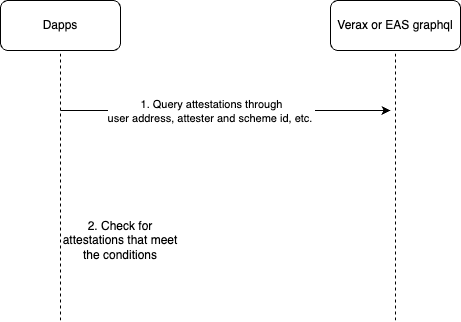 Dapps
Verax or EAS graphql
1. Query attestations through
user address, attester and scheme id, etc.
2. Check for
attestations that meet
the conditions